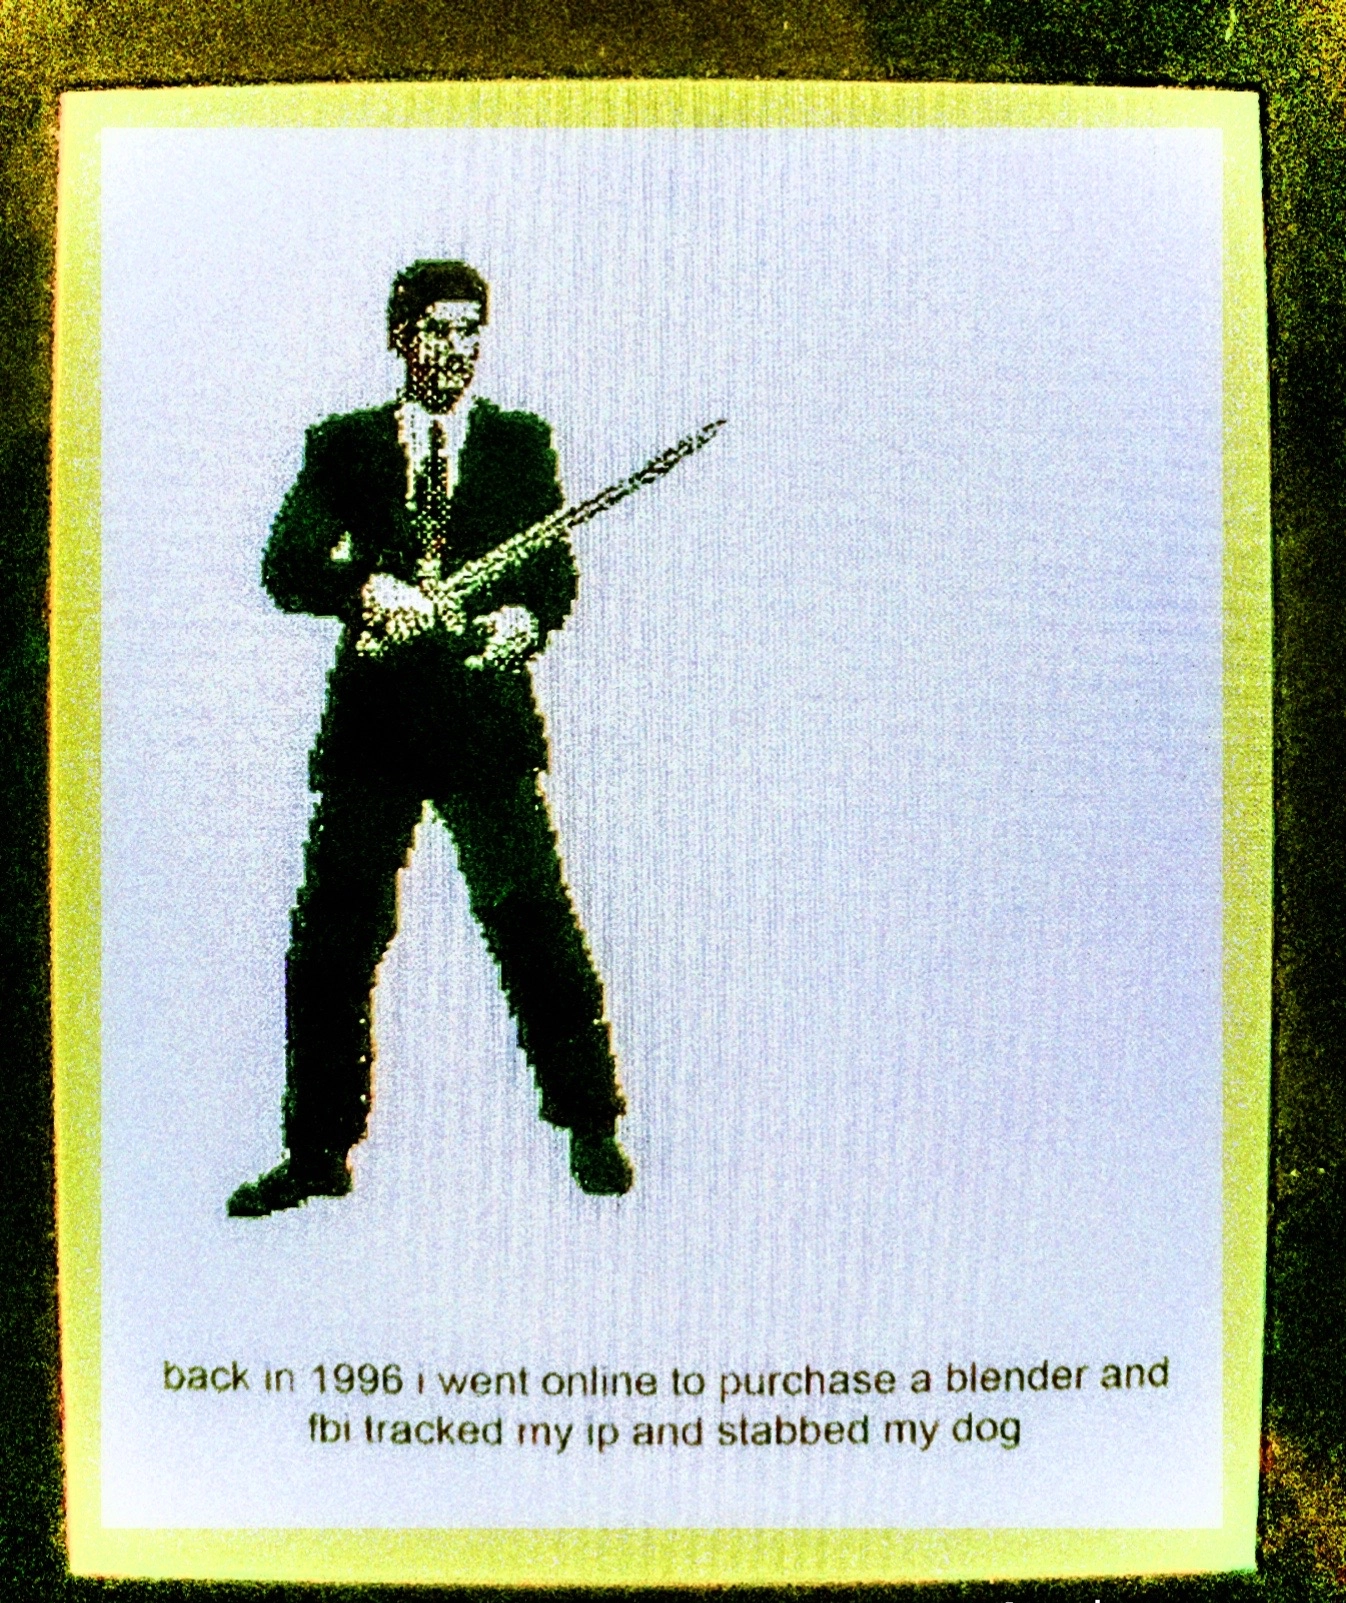 back in 1996 i went online to purchase a blender and
fbi tracked my ip and stabbed my dog